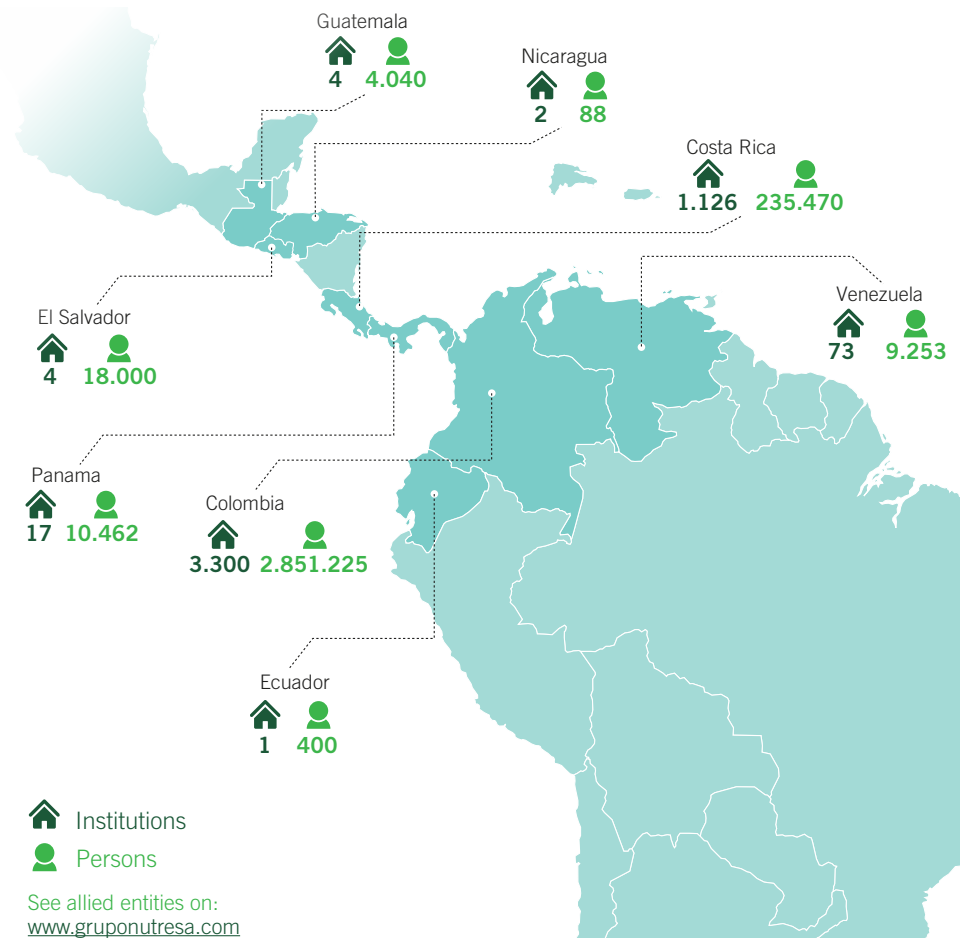 Guatemala
4 4.040
Nicaragua
2 88
Costa Rica
1.126 235.470
Venezuela
73 9.253
El Salvador
4 18.000
Panama
17 10.462
Colombia
3.300 2.851.225
Ecuador
1 400
Institutions
Persons
See allied entities on:
www.gruponutresa.com